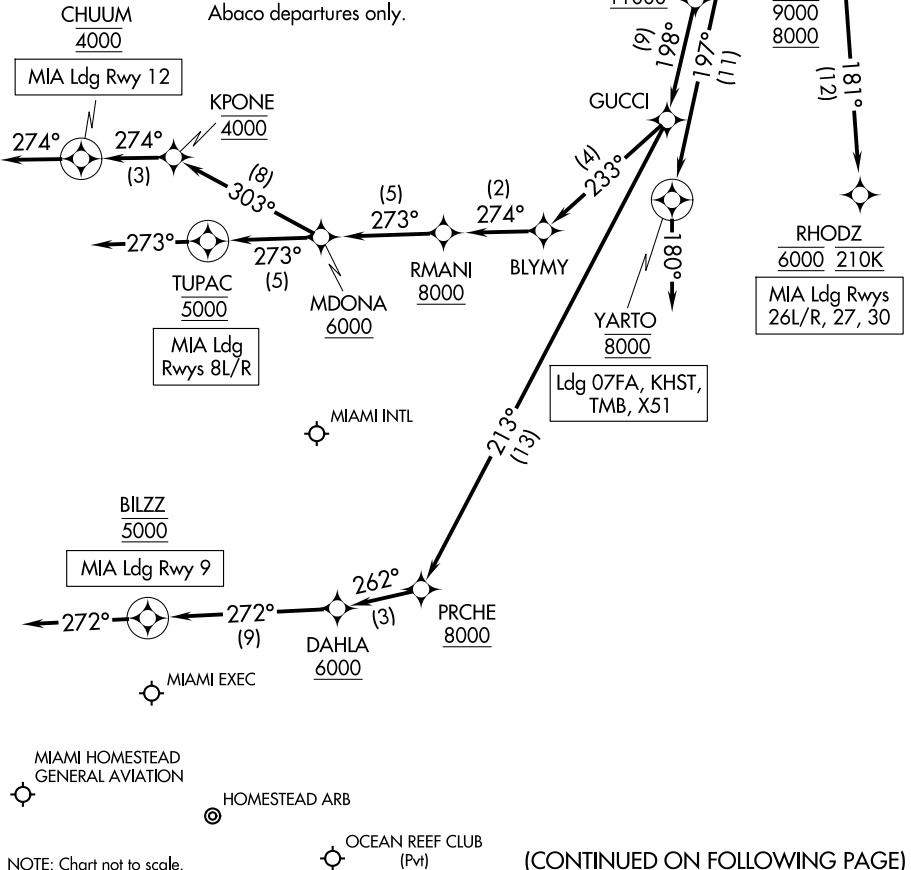 CHUUM
4000
MIA Ldg Rwy 12
Abaco departures only.
9000
8000
KPONE
4000
GUCCI
198°
(9)
197°
(11)
181°
(12)
274°
274°
(3)
303°
(8)
273°
(5)
274°
(2)
233°
(4)
273°
273°
(5)
180°
TUPAC
5000
MIA Ldg
Rwys 8L/R
MDONA
6000
RMANI
8000
BLYMY
YARTO
8000
Ldg 07FA, KHST,
TMB, X51
RHODZ
6000 210K
MIA Ldg Rwys
26L/R, 27, 30
MIAMI INTL
213°
(13)
BILZZ
5000
MIA Ldg Rwy 9
272°
272°
(9)
262°
(3)
DAHLA
6000
PRCHE
8000
MIAMI EXEC
MIAMI HOMESTEAD
GENERAL AVIATION
HOMESTEAD ARB
OCEAN REEF CLUB
(Pvt)
NOTE: Chart not to scale.
(CONTINUED ON FOLLOWING PAGE)